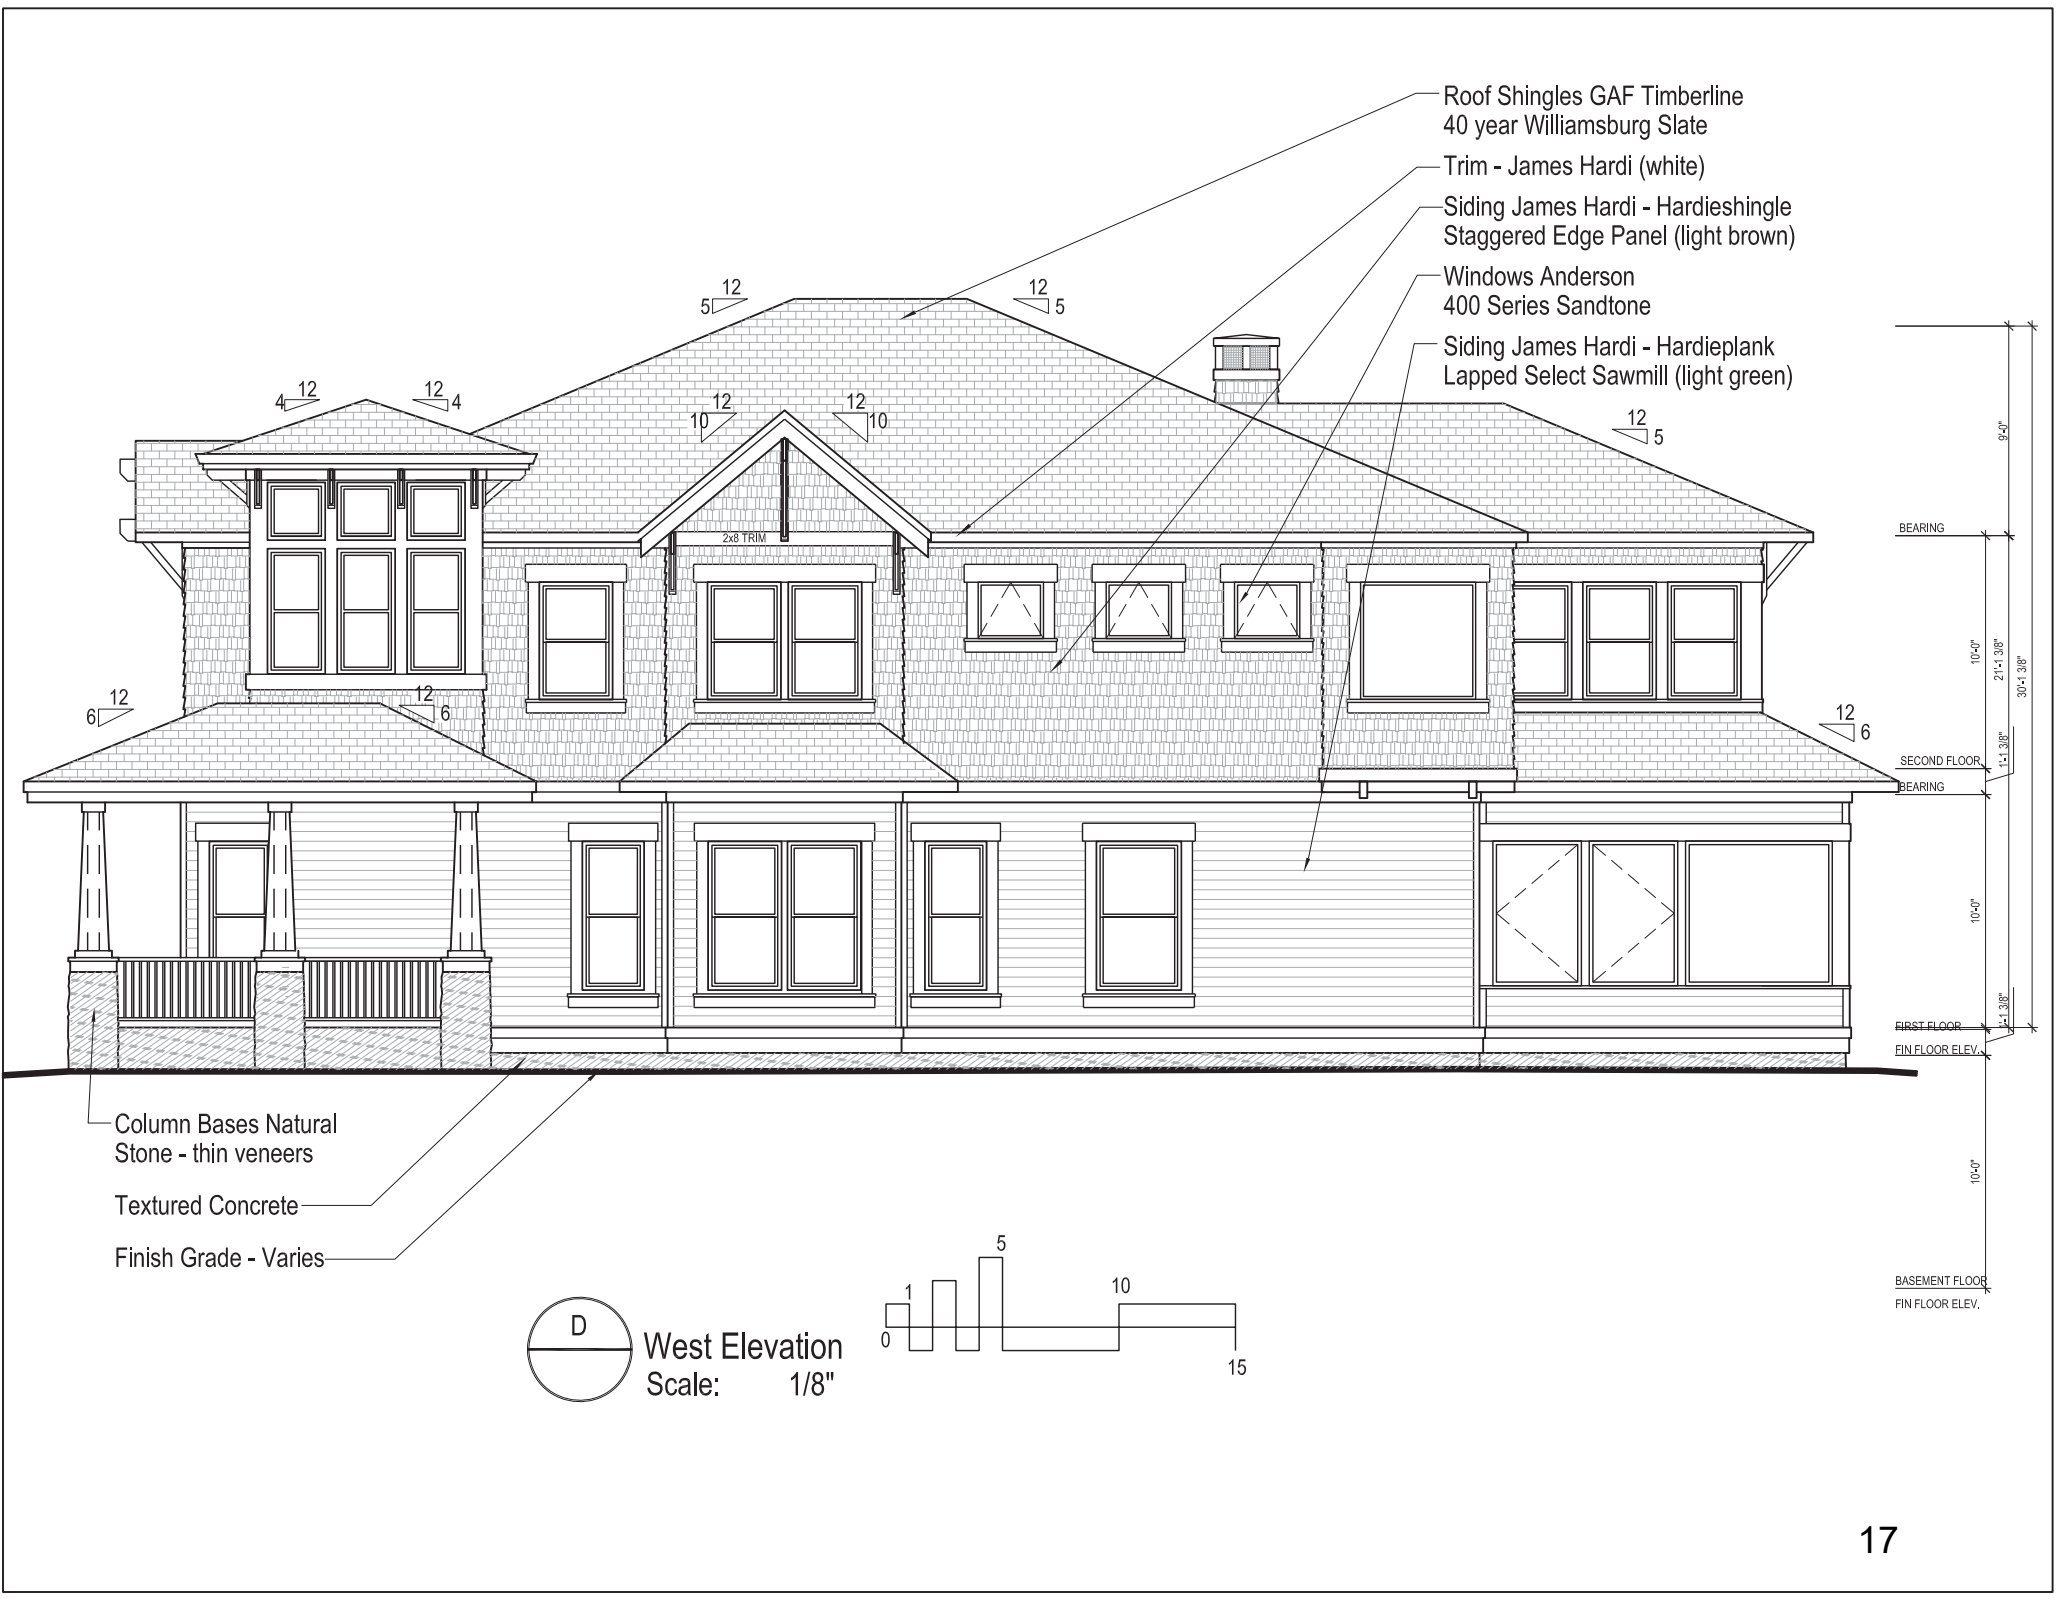 Roof Shingles GAF Timberline
40 year Williamsburg Slate
Trim - James Hardi (white)
Siding James Hardi - Hardieshingle
Staggered Edge Panel (light brown)
Windows Anderson
400 Series Sandtone
Siding James Hardi - Hardieplank
Lapped Select Sawmill (light green)
12
5
12
5
12
4
12
4
12
10
12
10
12
5
9'-0"
BEARING
2x8 TRIM
10'-0"
21'-1 3/8"
30'-1 3/8"
12
6
12
6
12
6
1'-1 3/8"
SECOND FLOOR
BEARING
10'-0"
1'-1 3/8"
FIRST FLOOR
FIN FLOOR ELEV.
Column Bases Natural
Stone - thin veneers
Textured Concrete
Finish Grade - Varies
10'-0"
BASEMENT FLOOR
FIN FLOOR ELEV.
D
West Elevation
Scale: 1/8"
0
1
5
10
15
17